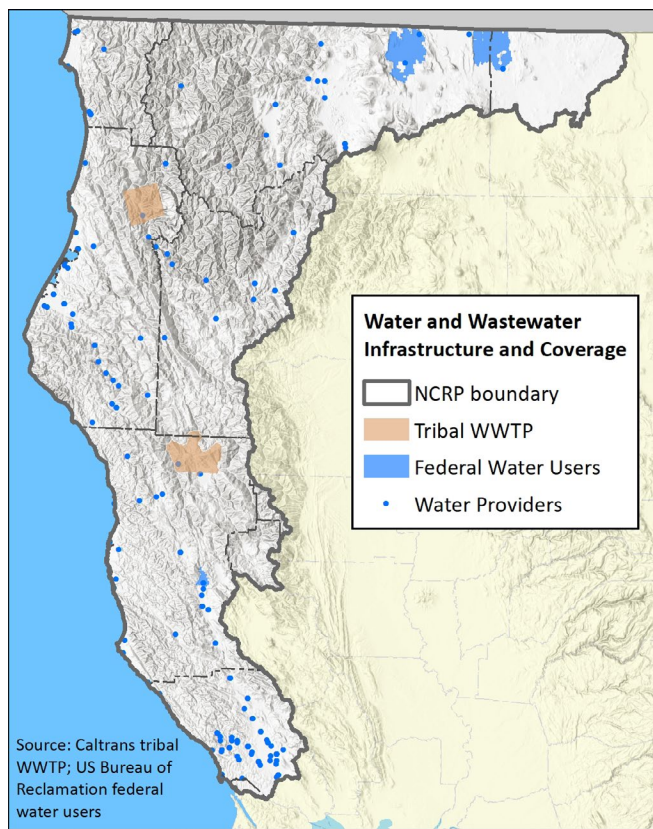 Water and Wastewater
Infrastructure and Coverage
NCRP boundary
Tribal WWTP
Federal Water Users
Water Providers
Source: Caltrans tribal
WWTP; US Bureau of
Reclamation federal
water users